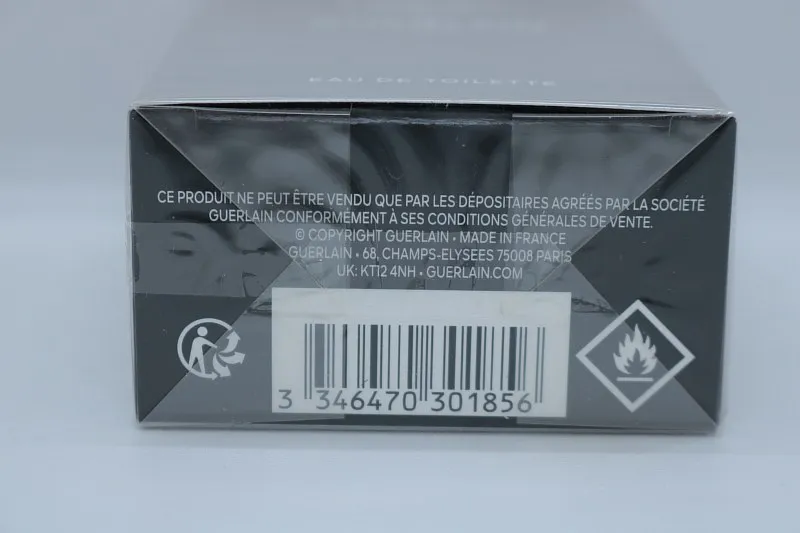 EAU DE TOILETTE
CE PRODUIT NE PEUT ÊTRE VENDU QUE PAR LES DÉPOSITAIRES AGRÉÉS PAR LA SOCIÉTÉ
GUERLAIN CONFORMÉMENT À SES CONDITIONS GÉNÉRALES DE VENTE.
© COPYRIGHT GUERLAIN • MADE IN FRANCE
GUERLAIN • 68, CHAMPS-ELYSEES 75008 PARIS
UK: KT12 4NH • GUERLAIN.COM
3 346470 301856